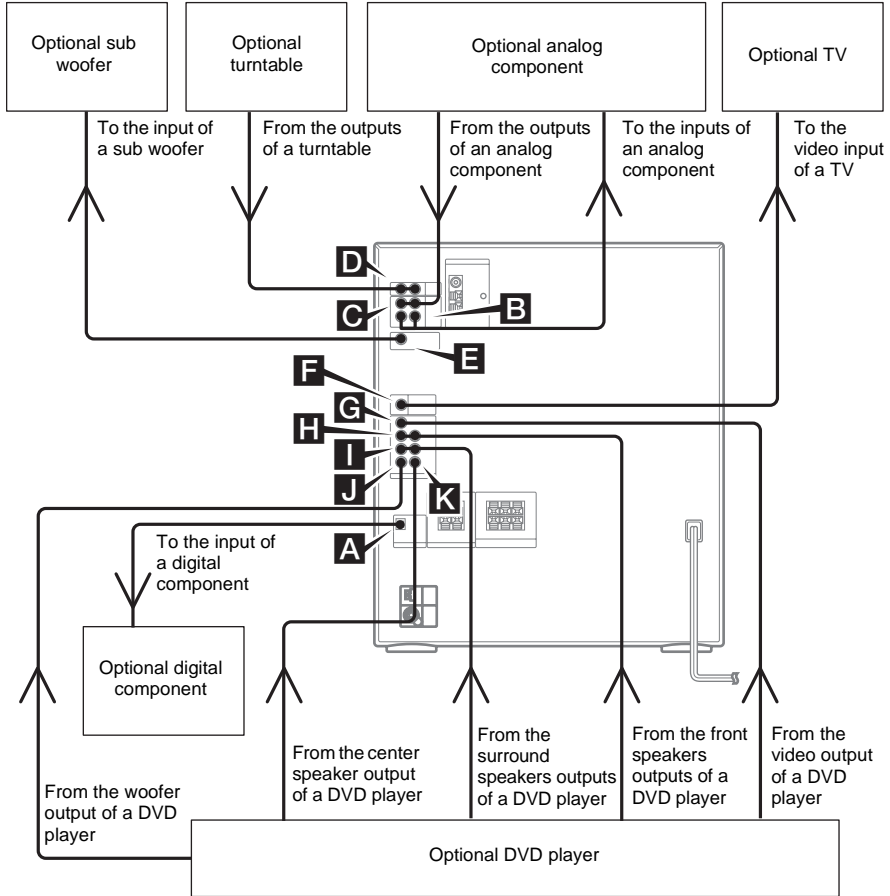 Optional sub
woofer
Optional
turntable
Optional analog
component
Optional TV
To the input of
a sub woofer
From the outputs
of a turntable
From the outputs
of an analog
component
To the inputs of
an analog
component
To the
video input
of a TV
D
C
B
E
F
G
H
I
J
K
A
To the input of
a digital
component
Optional digital
component
From the woofer
output of a DVD
player
From the center
speaker output
of a DVD player
From the
surround
speakers outputs
of a DVD player
From the front
speakers
outputs of a
DVD player
From the
video output
of a DVD
player
Optional DVD player